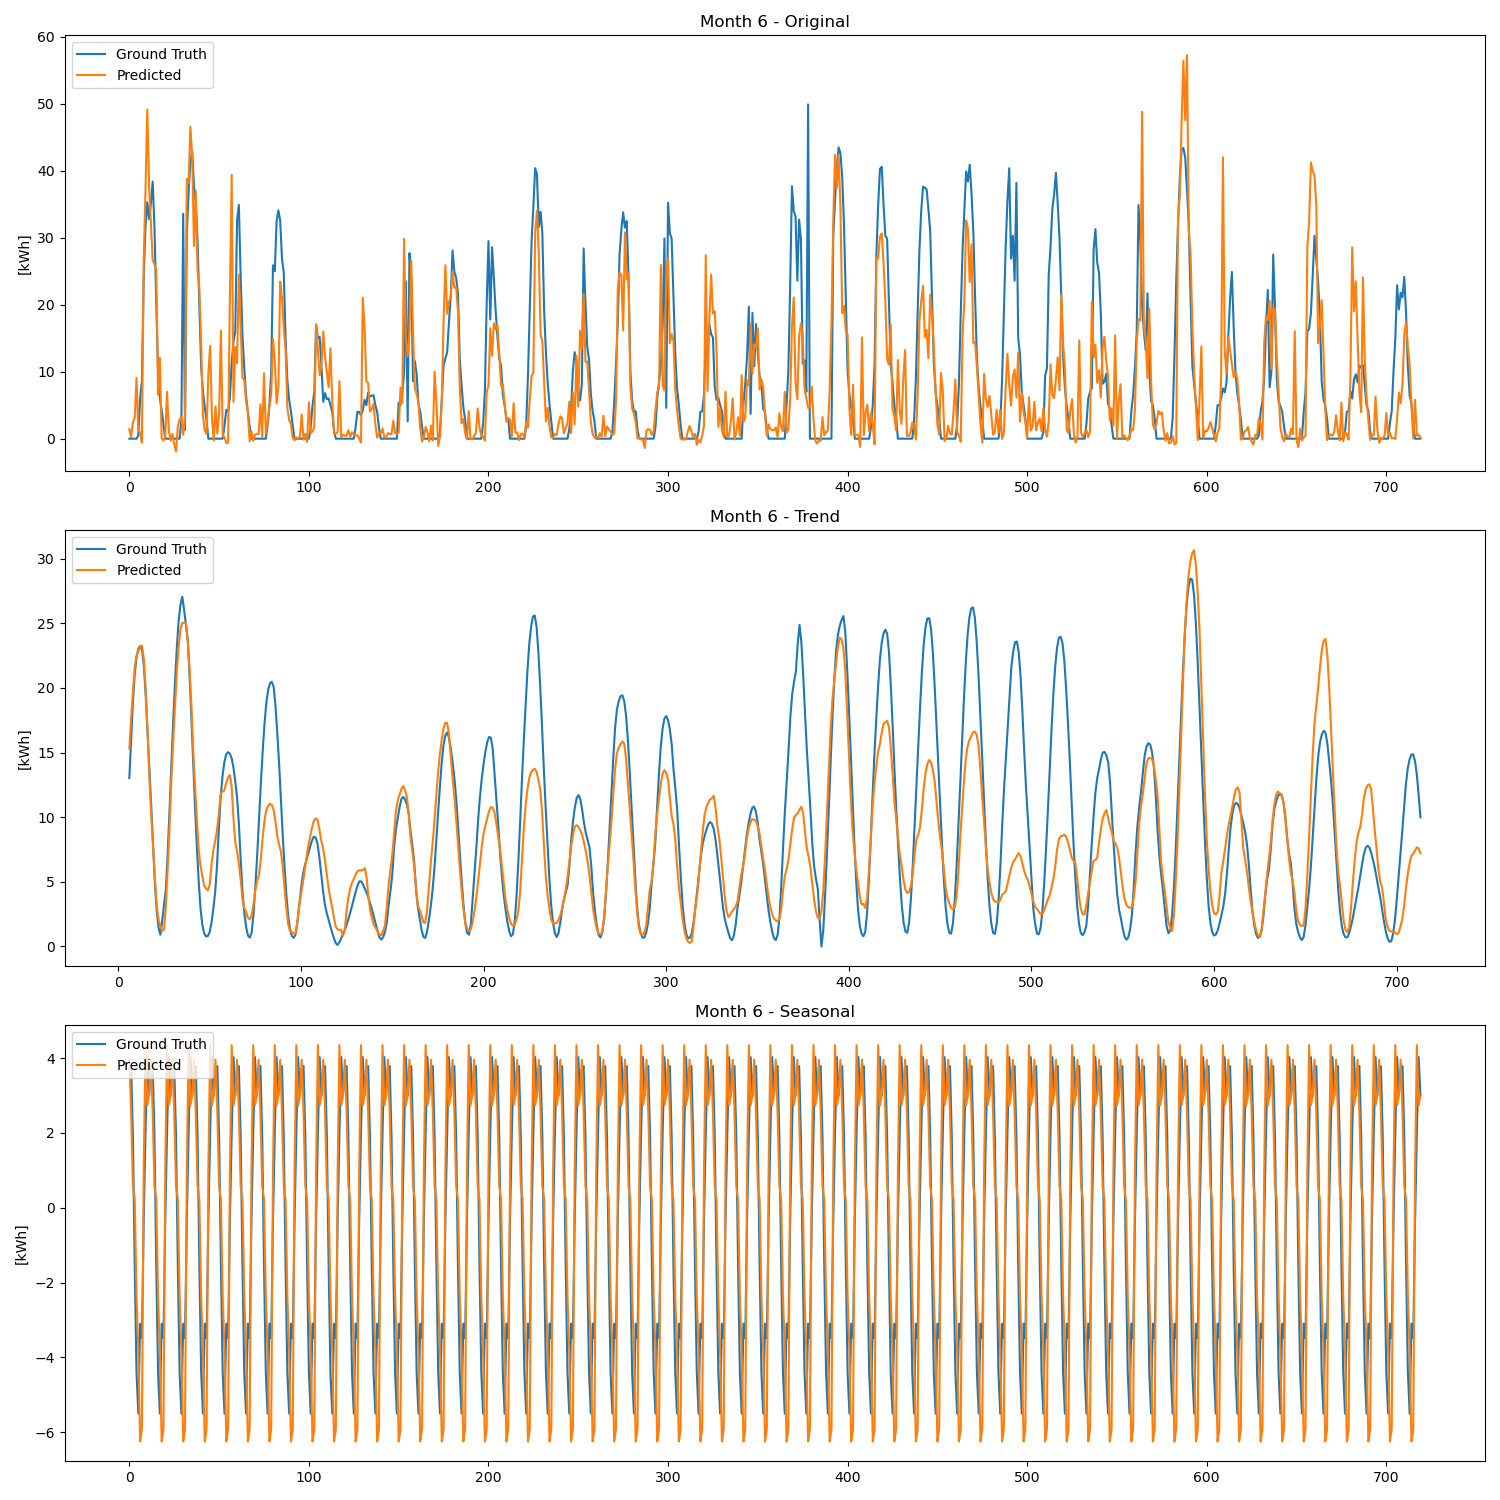 Month 6 - Original
60
50
40
30
20
10
0
[kWh]
Ground Truth
Predicted
0 100 200 300 400 500 600 700
Month 6 - Trend
30
25
20
15
10
5
0
[kWh]
Ground Truth
Predicted
0 100 200 300 400 500 600 700
Month 6 - Seasonal
4
2
0
−2
−4
−6
[kWh]
Ground Truth
Predicted
0 100 200 300 400 500 600 700